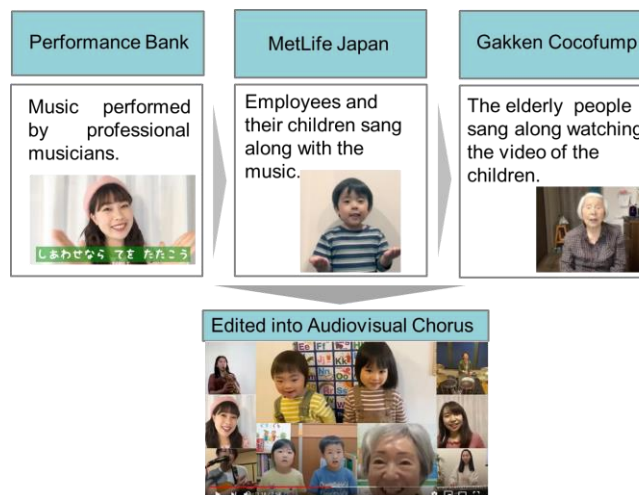 Performance Bank
MetLife Japan
Gakken Cocofump
Music performed
by professional
musicians.
しあわせなら てを たたこう
Employees and
their children sang
along with the
music.
The elderly people
sang along watching
the video of the
children.
Edited into Audiovisual Chorus